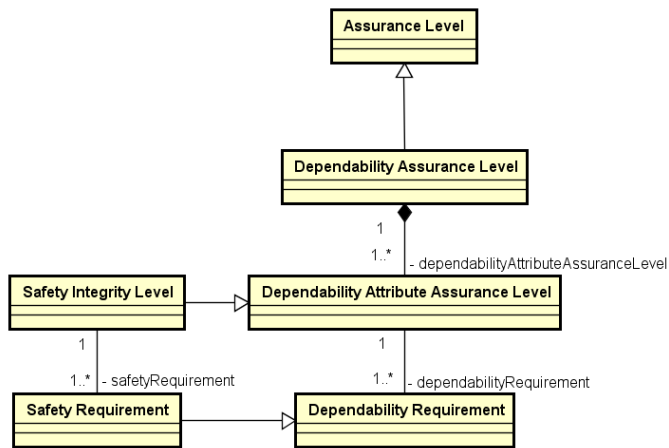 Assurance Level
Dependability Assurance Level
1
1..*
- dependabilityAttributeAssuranceLevel
Safety Integrity Level
Dependability Attribute Assurance Level
1
1
1..*
- safetyRequirement
1..*
- dependabilityRequirement
Safety Requirement
Dependability Requirement